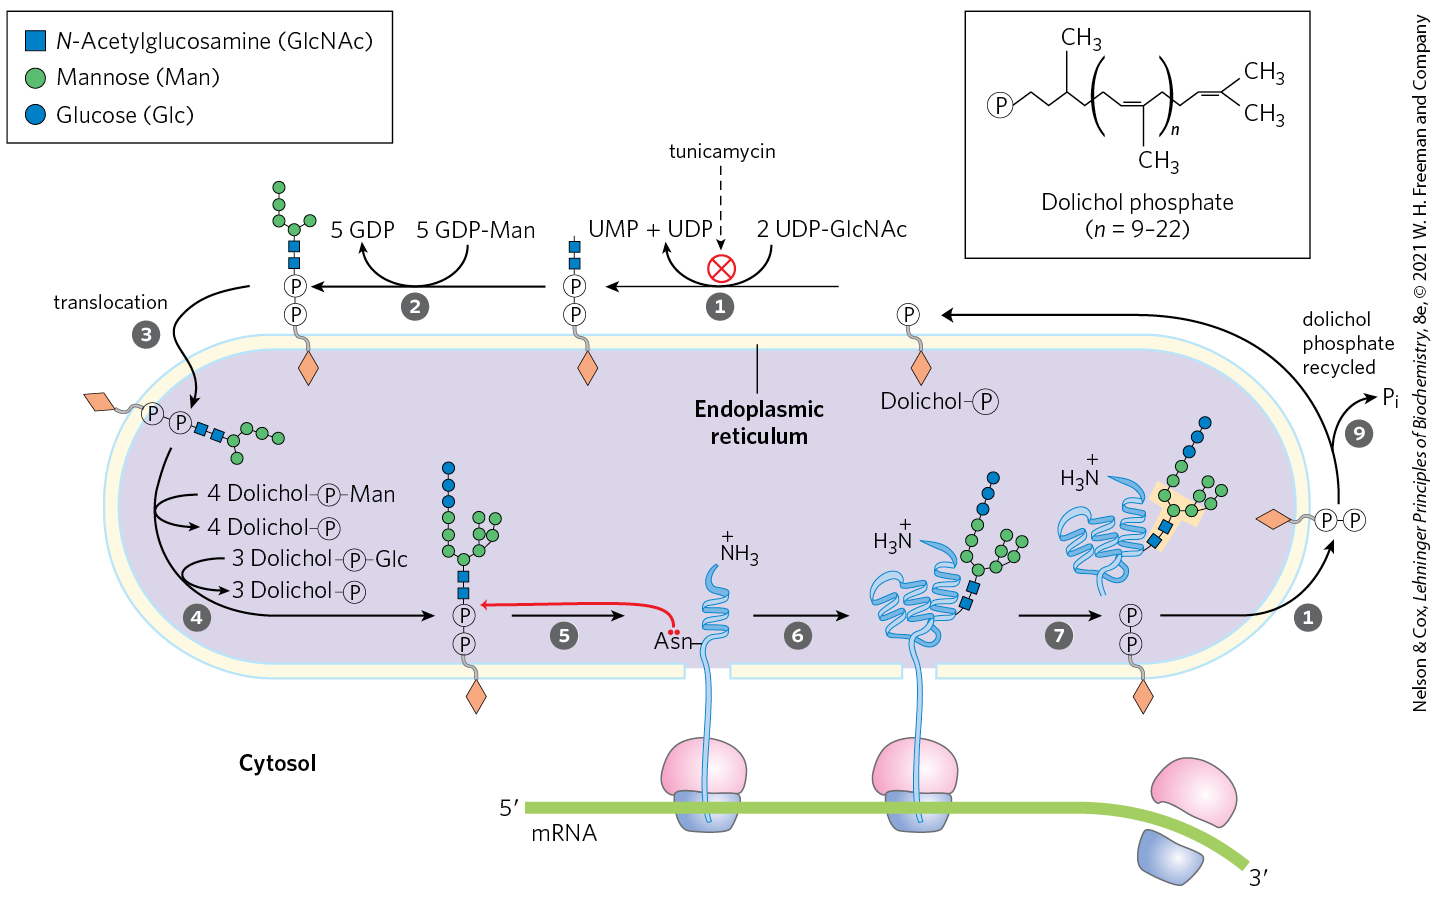 N-Acetylglucosamine (GlcNAc)
Mannose (Man)
Glucose (Glc)
CH3
CH3
P
CH3
n
CH3
Dolichol phosphate
(n = 9–22)
tunicamycin
5 GDP 5 GDP-Man
UMP + UDP 2 UDP-GlcNAc
P
P
2
P
P
1
P
translocation
3
dolichol
phosphate
recycled
Pi
9
P P
Endoplasmic
reticulum
Dolichol-P
4 Dolichol-P-Man
4 Dolichol-P
3 Dolichol-P-Glc
3 Dolichol-P
4
P
P
5
+
NH3
Asn
6
+
H3N
7
+
H3N
P
P
1
P-P
Cytosol
5′
mRNA
3′
Nelson & Cox, Lehninger Principles of Biochemistry, 8e, © 2021 W. H. Freeman and Company